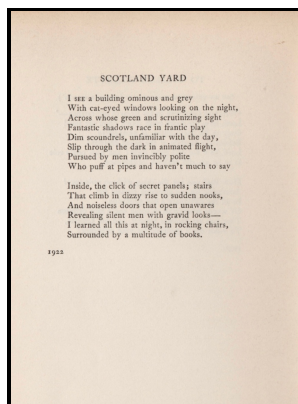 SCOTLAND YARD
I SEE a building ominous and grey
With cat-eyed windows looking on the night,
Across whose green and scrutinizing sight
Fantastic shadows race in frantic play
Dim scoundrels, unfamiliar with the day,
Slip through the dark in animated flight,
Pursued by men invincibly polite
Who puff at pipes and haven't much to say
Inside, the click of secret panels; stairs
That climb in dizzy rise to sudden nooks,
And noiseless doors that open unawares
Revealing silent men with gravid looks—
I learned all this at night, in rocking chairs,
Surrounded by a multitude of books.
1922